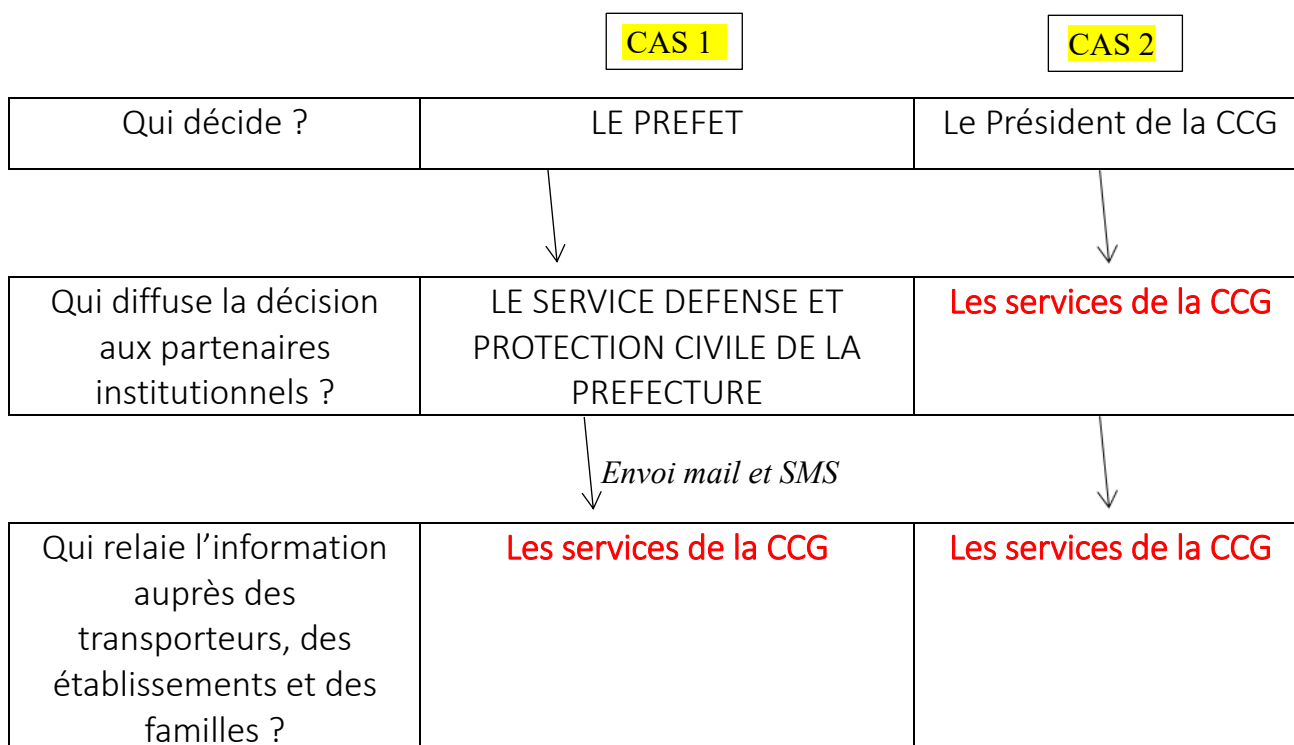 CAS 1
CAS 2
Qui décide ?
LE PREFET
Le Président de la CCG
Qui diffuse la décision
aux partenaires
institutionnels ?
LE SERVICE DEFENSE ET
PROTECTION CIVILE DE LA
PREFECTURE
Les services de la CCG
Envoi mail et SMS
Qui relaie l’information
auprès des
transporteurs, des
établissements et des
familles ?
Les services de la CCG
Les services de la CCG